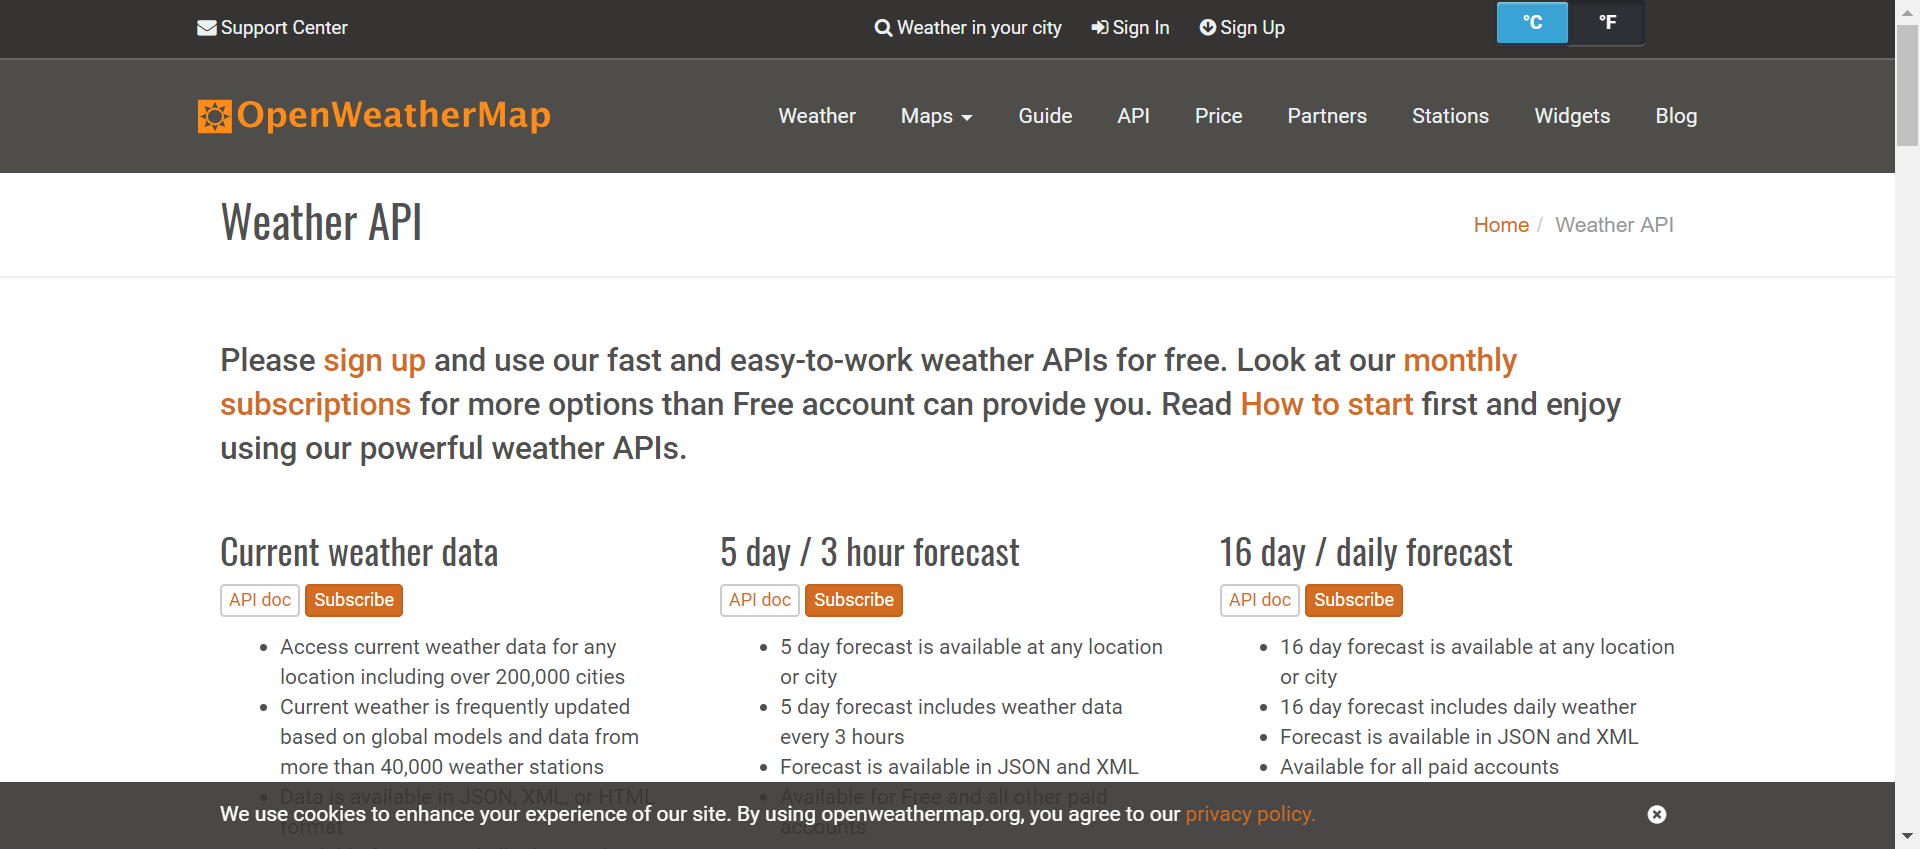 Support Center
Weather in your city
Sign In
Sign Up
°C
°F
OpenWeatherMap
Weather
Maps
Guide
API
Price
Partners
Stations
Widgets
Blog
Weather API
Home / Weather API
Please sign up and use our fast and easy-to-work weather APIs for free. Look at our monthly
subscriptions for more options than Free account can provide you. Read How to start first and enjoy
using our powerful weather APIs.
Current weather data
API doc
Subscribe
Access current weather data for any
location including over 200,000 cities
Current weather is frequently updated
based on global models and data from
more than 40,000 weather stations
Data is available in JSON, XML, or HTML
format
5 day / 3 hour forecast
API doc
Subscribe
5 day forecast is available at any location
or city
5 day forecast includes weather data
every 3 hours
Forecast is available in JSON and XML
Available for Free and all other paid
accounts
16 day / daily forecast
API doc
Subscribe
16 day forecast is available at any location
or city
16 day forecast includes daily weather
Forecast is available in JSON and XML
Available for all paid accounts
We use cookies to enhance your experience of our site. By using openweathermap.org, you agree to our privacy policy.